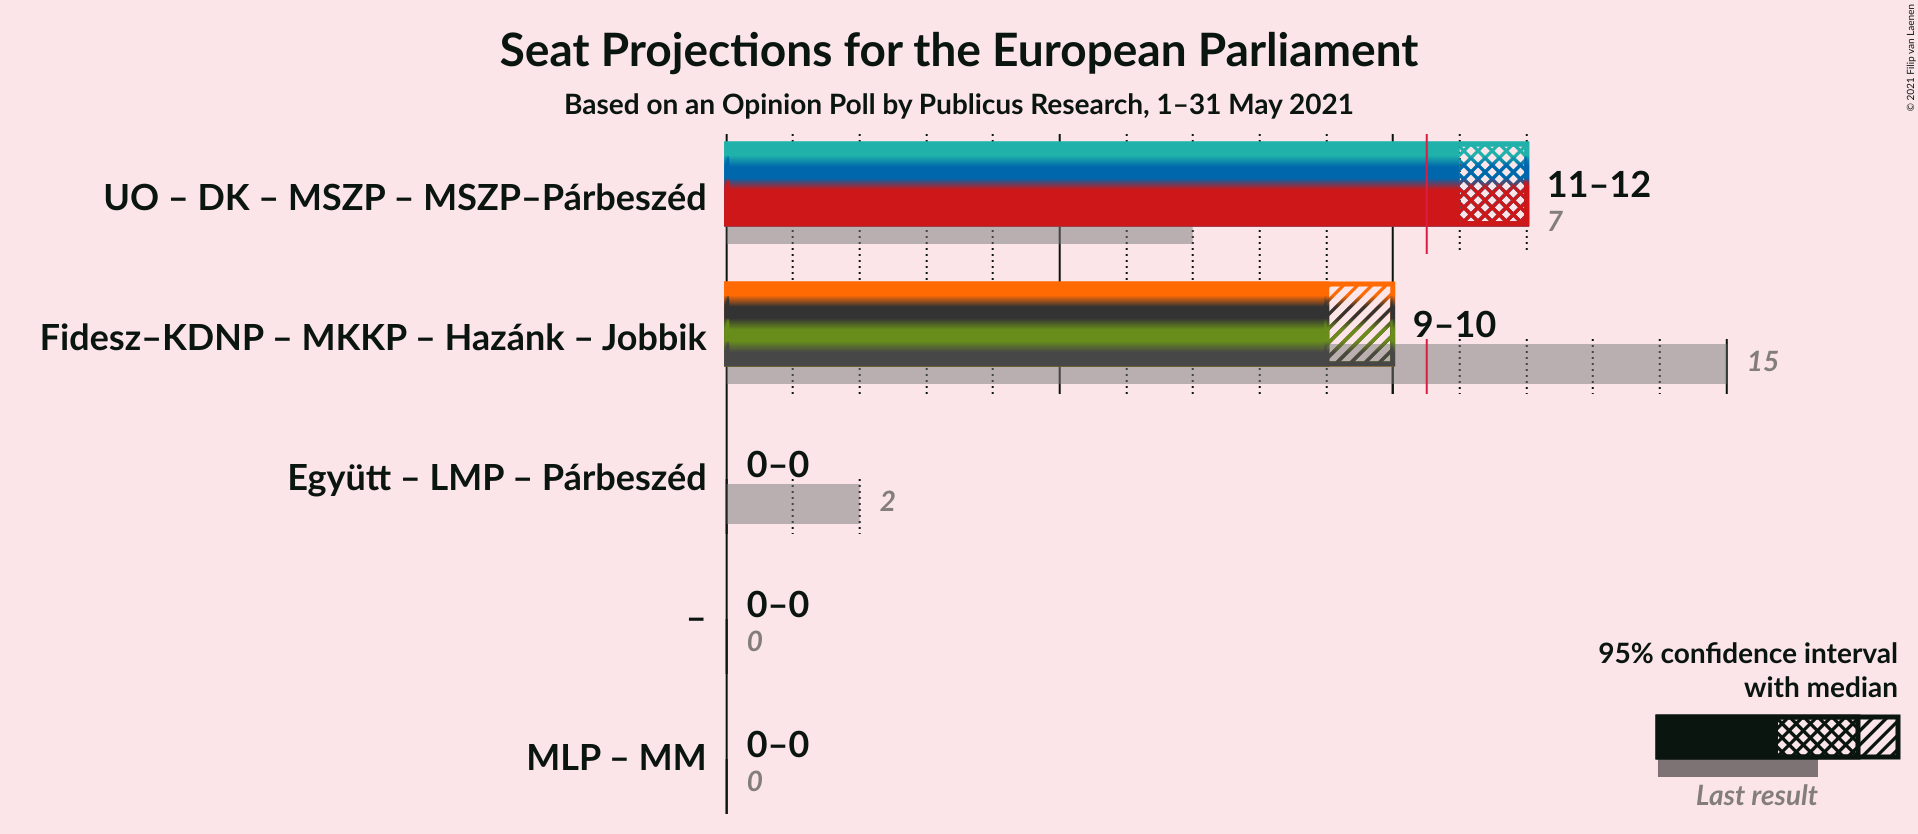 Seat Projections for the European Parliament
Based on an Opinion Poll by Publicus Research, 1–31 May 2021
© 2021 Filip van Laenen
UO – DK – MSZP – MSZP–Párbeszéd
11–12
7
Fidesz–KDNP – MKKP – Hazánk – Jobbik
9–10
15
Együtt – LMP – Párbeszéd
0–0
2
–
0–0
0
MLP – MM
0–0
0
95% confidence interval
with median
Last result